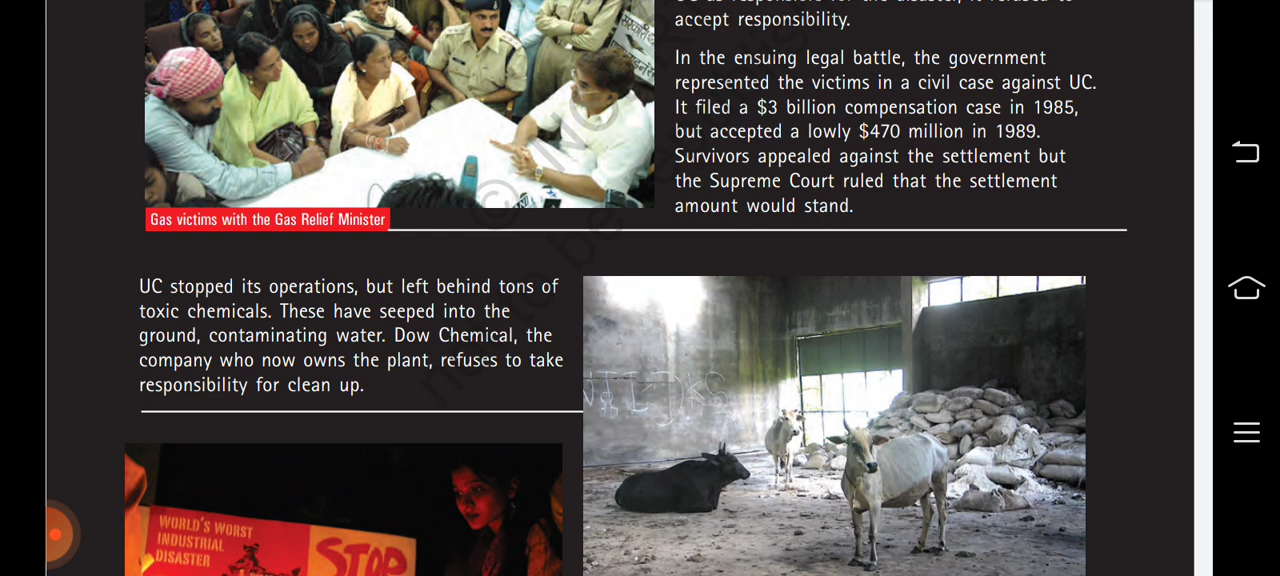 accept responsibility.
In the ensuing legal battle, the government
represented the victims in a civil case against UC.
It filed a $3 billion compensation case in 1985,
but accepted a lowly $470 million in 1989.
Survivors appealed against the settlement but
the Supreme Court ruled that the settlement
amount would stand.
Gas victims with the Gas Relief Minister
UC stopped its operations, but left behind tons of
toxic chemicals. These have seeped into the
ground, contaminating water. Dow Chemical, the
company who now owns the plant, refuses to take
responsibility for clean up.
WORLD'S WORST
INDUSTRIAL
DISASTER
STOP